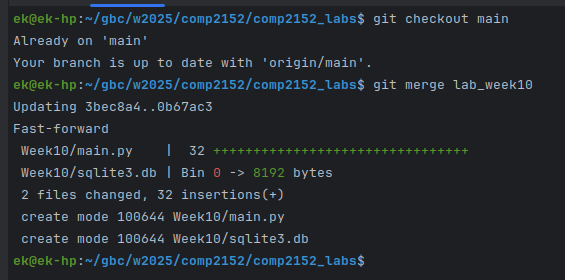 ek@ek-hp:~/gbc/w2025/comp2152/comp2152_labs$ git checkout main
Already on 'main'
Your branch is up to date with 'origin/main'.
ek@ek-hp:~/gbc/w2025/comp2152/comp2152_labs$ git merge lab_week10
Updating 3bec8a4..0b67ac3
Fast-forward
 Week10/main.py    |  32 ++++++++++++++++++++++++++++++++
 Week10/sqlite3.db | Bin 0 -> 8192 bytes
 2 files changed, 32 insertions(+)
 create mode 100644 Week10/main.py
 create mode 100644 Week10/sqlite3.db
ek@ek-hp:~/gbc/w2025/comp2152/comp2152_labs$